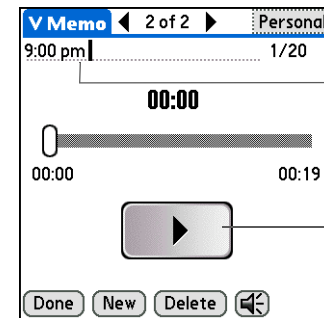 V Memo 2 of 2 Personal
9:00 pm 1/20
00:00
00:00 00:19
Done New Delete